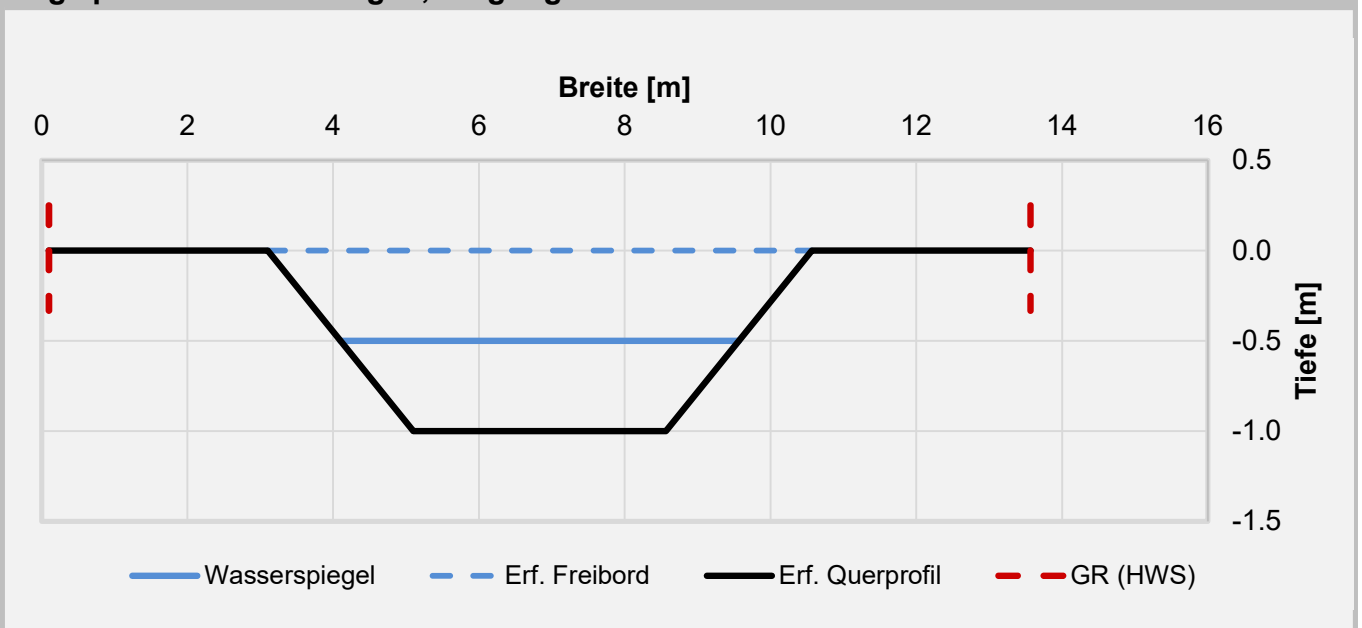 Breite [m]
0 2 4 6 8 10 12 14 16
0.5
0.0
-0.5
-1.0
-1.5
Tiefe [m]
Wasserspiegel Erf. Freibord Erf. Querprofil GR (HWS)